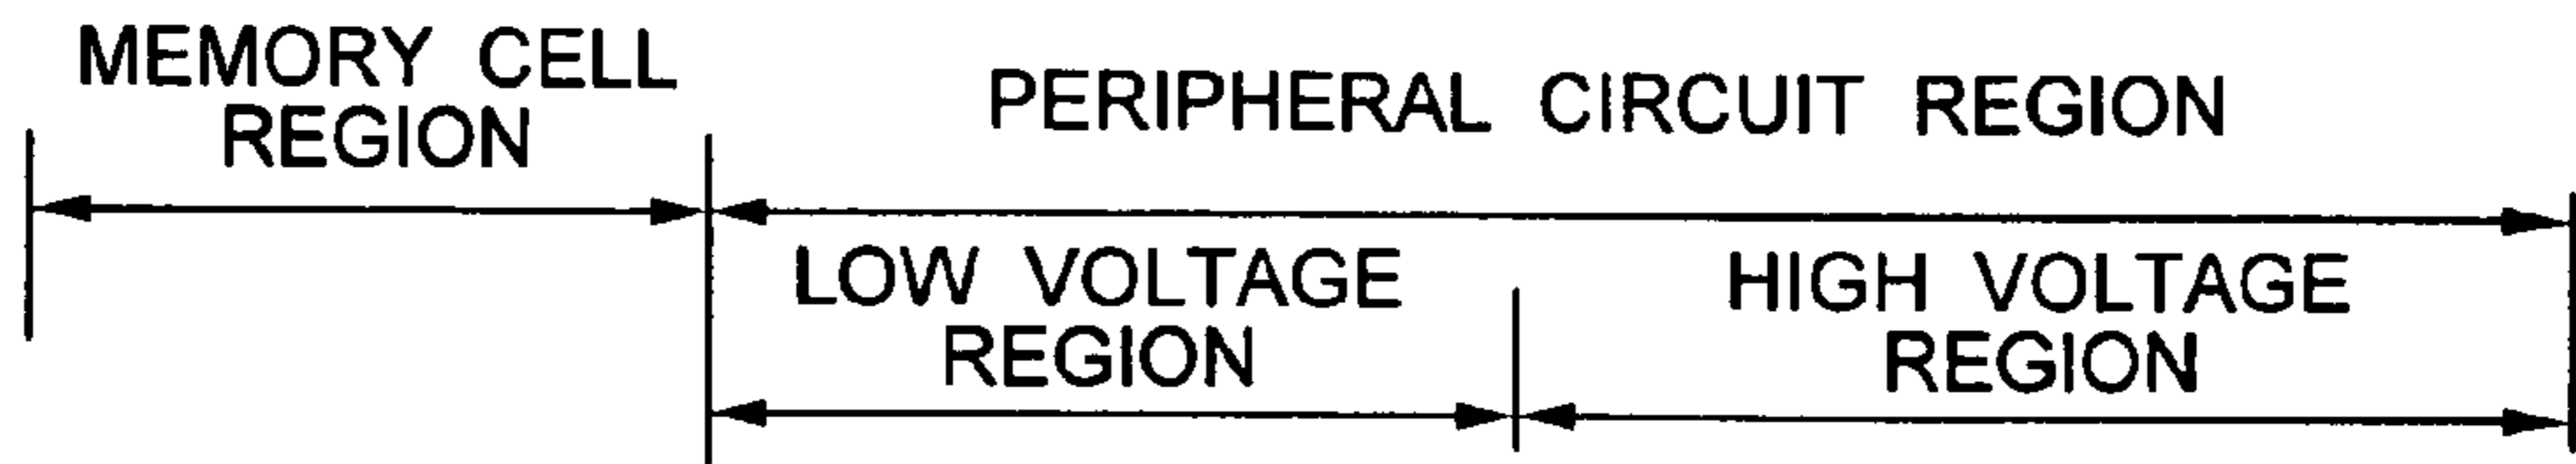 MEMORY CELL
REGION
PERIPHERAL CIRCUIT REGION
LOW VOLTAGE
REGION
HIGH VOLTAGE
REGION